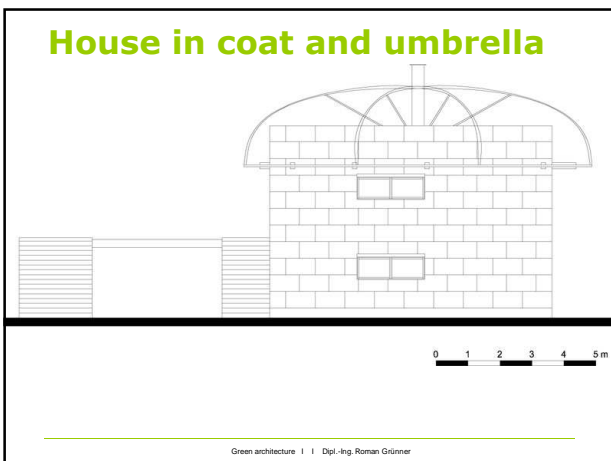 House in coat and umbrella
0 1 2 3 4 5 m
Green architecture I I Dipl.-Ing. Roman Grünner